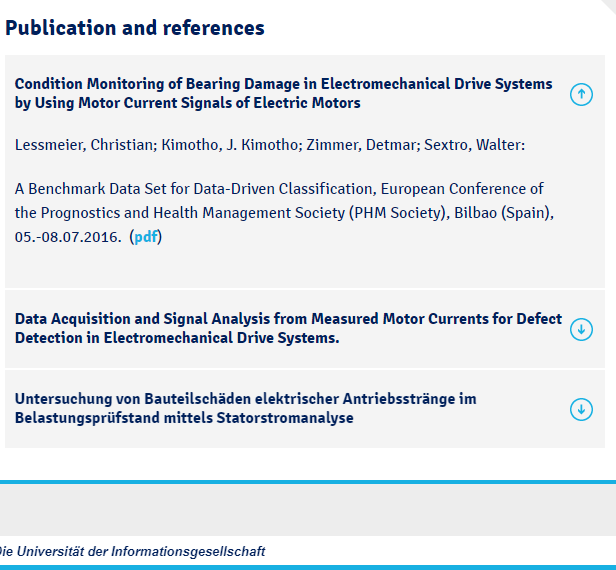 Publication and references
Condition Monitoring of Bearing Damage in Electromechanical Drive Systems
by Using Motor Current Signals of Electric Motors
Lessmeier, Christian; Kimotho, J. Kimotho; Zimmer, Detmar; Sextro, Walter:
A Benchmark Data Set for Data-Driven Classification, European Conference of
the Prognostics and Health Management Society (PHM Society), Bilbao (Spain),
05.-08.07.2016. (pdf)
Data Acquisition and Signal Analysis from Measured Motor Currents for Defect
Detection in Electromechanical Drive Systems.
Untersuchung von Bauteilschäden elektrischer Antriebsstränge im
Belastungsprüfstand mittels Statorstromanalyse
Die Universität der Informationsgesellschaft